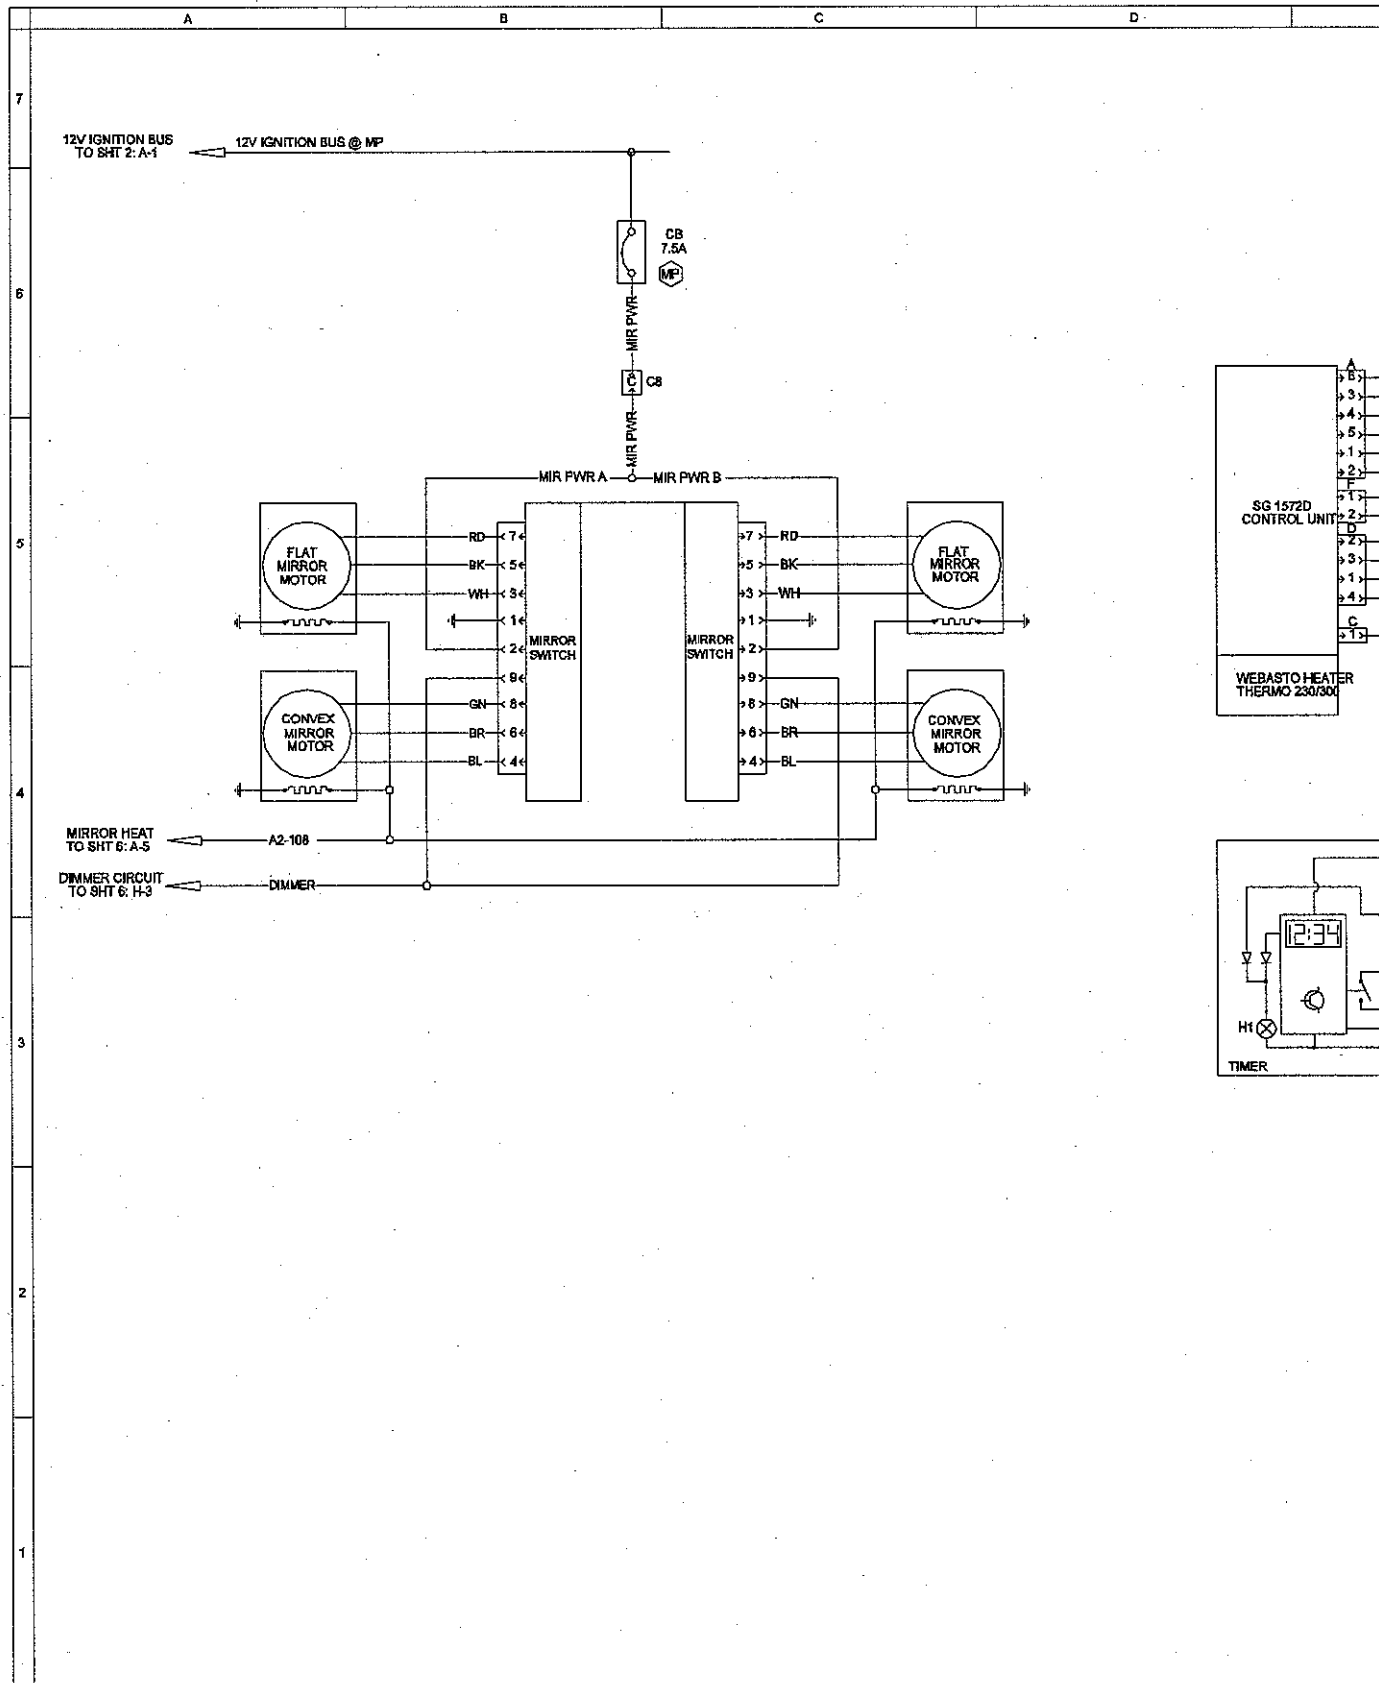 A B C D
7
12V IGNITION BUS
TO SHT 2: A-1
12V IGNITION BUS @ MP
CB
7.5A
MP
6
MIR PWR
C C8
MIR PWR
MIR PWR A
MIR PWR B
5
FLAT
MIRROR
MOTOR
RD 7
BK 5
WH 3
1
2
9
GN 8
BR 6
BL 4
MIRROR
SWITCH
MIRROR
SWITCH
7 RD
5 BK
3 WH
1
2
9
8 GN
6 BR
4 BL
FLAT
MIRROR
MOTOR
CONVEX
MIRROR
MOTOR
CONVEX
MIRROR
MOTOR
4
MIRROR HEAT
TO SHT 6: A-5
A2-108
DIMMER CIRCUIT
TO SHT 6: H-3
DIMMER
SG 1572D
CONTROL UNIT
A
3
4
5
1
2
F
1
2
D
2
3
1
4
C
1
WEBASTO HEATER
THERMO 230/300
12:34
H1
TIMER
3
2
1